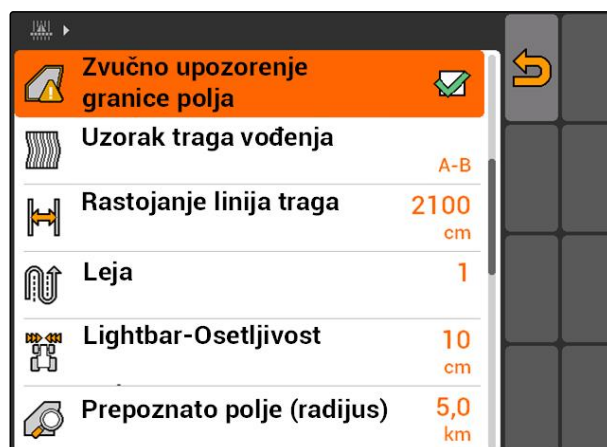 Zvučno upozorenje
granice polja
Uzorak traga vođenja
A-B
Rastojanje linija traga
2100
cm
Leja
1
Lightbar-Osetljivost
10
cm
Prepoznato polje (radijus)
5,0
km